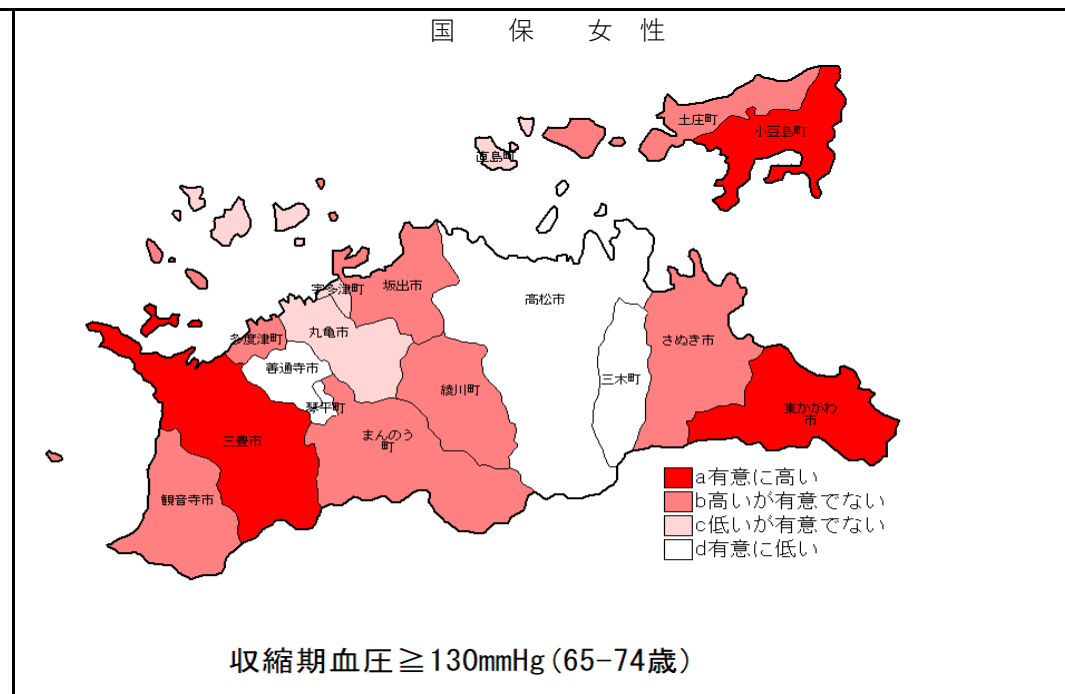 国 保 女 性
土庄町
小豆島町
直島町
宇多津町
坂出市
高松市
多度津町
丸亀市
さぬき市
善通寺市
三木町
綾川町
琴平町
東かがわ
市
まんのう
町
三豊市
観音寺市
a有意に高い
b高いが有意でない
c低いが有意でない
d有意に低い
収縮期血圧≧130mmHg(65-74歳)